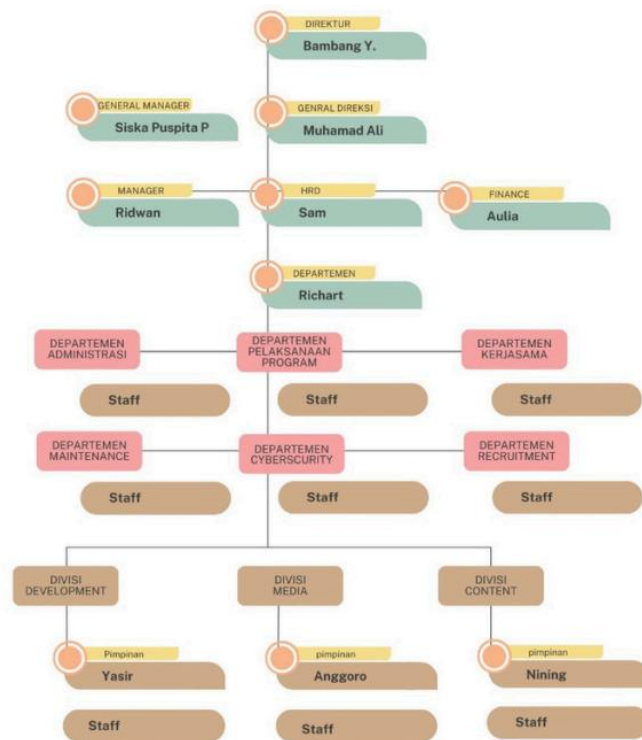 DIREKTUR
Bambang Y.
GENERAL MANAGER
Siska Puspita P
GENRAL DIREKSI
Muhamad Ali
MANAGER
Ridwan
HRD
Sam
FINANCE
Aulia
DEPARTEMEN
Richart
DEPARTEMEN
ADMINISTRASI
DEPARTEMEN
PELAKSANAAN
PROGRAM
DEPARTEMEN
KERJASAMA
Staff
Staff
Staff
DEPARTEMEN
MAINTENANCE
DEPARTEMEN
CYBERSCURITY
DEPARTEMEN
RECRUITMENT
Staff
Staff
Staff
DIVISI
DEVELOPMENT
DIVISI
MEDIA
DIVISI
CONTENT
Pimpinan
Yasir
pimpinan
Anggoro
pimpinan
Nining
Staff
Staff
Staff